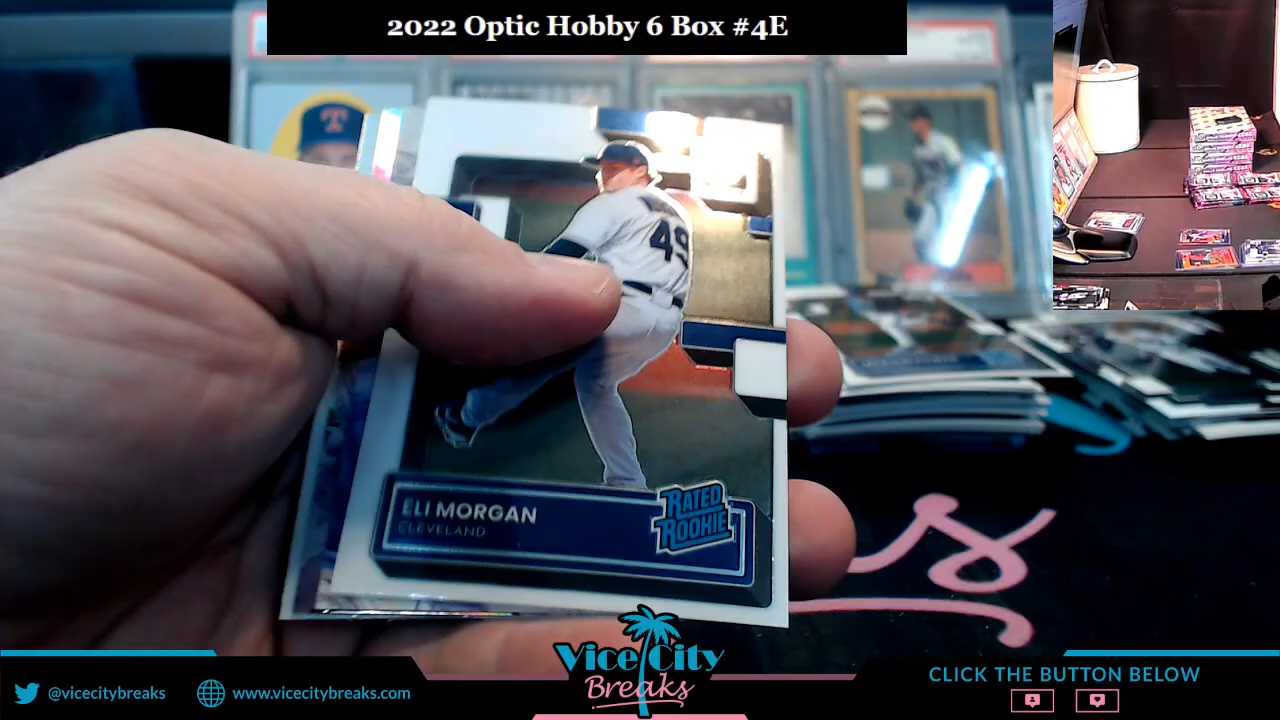 2022 Optic Hobby 6 Box #4E
T
49
ELI MORGAN
CLEVELAND
RATED
ROOKIE
Vice City
Breaks
@vicecitybreaks
www.vicecitybreaks.com
CLICK THE BUTTON BELOW